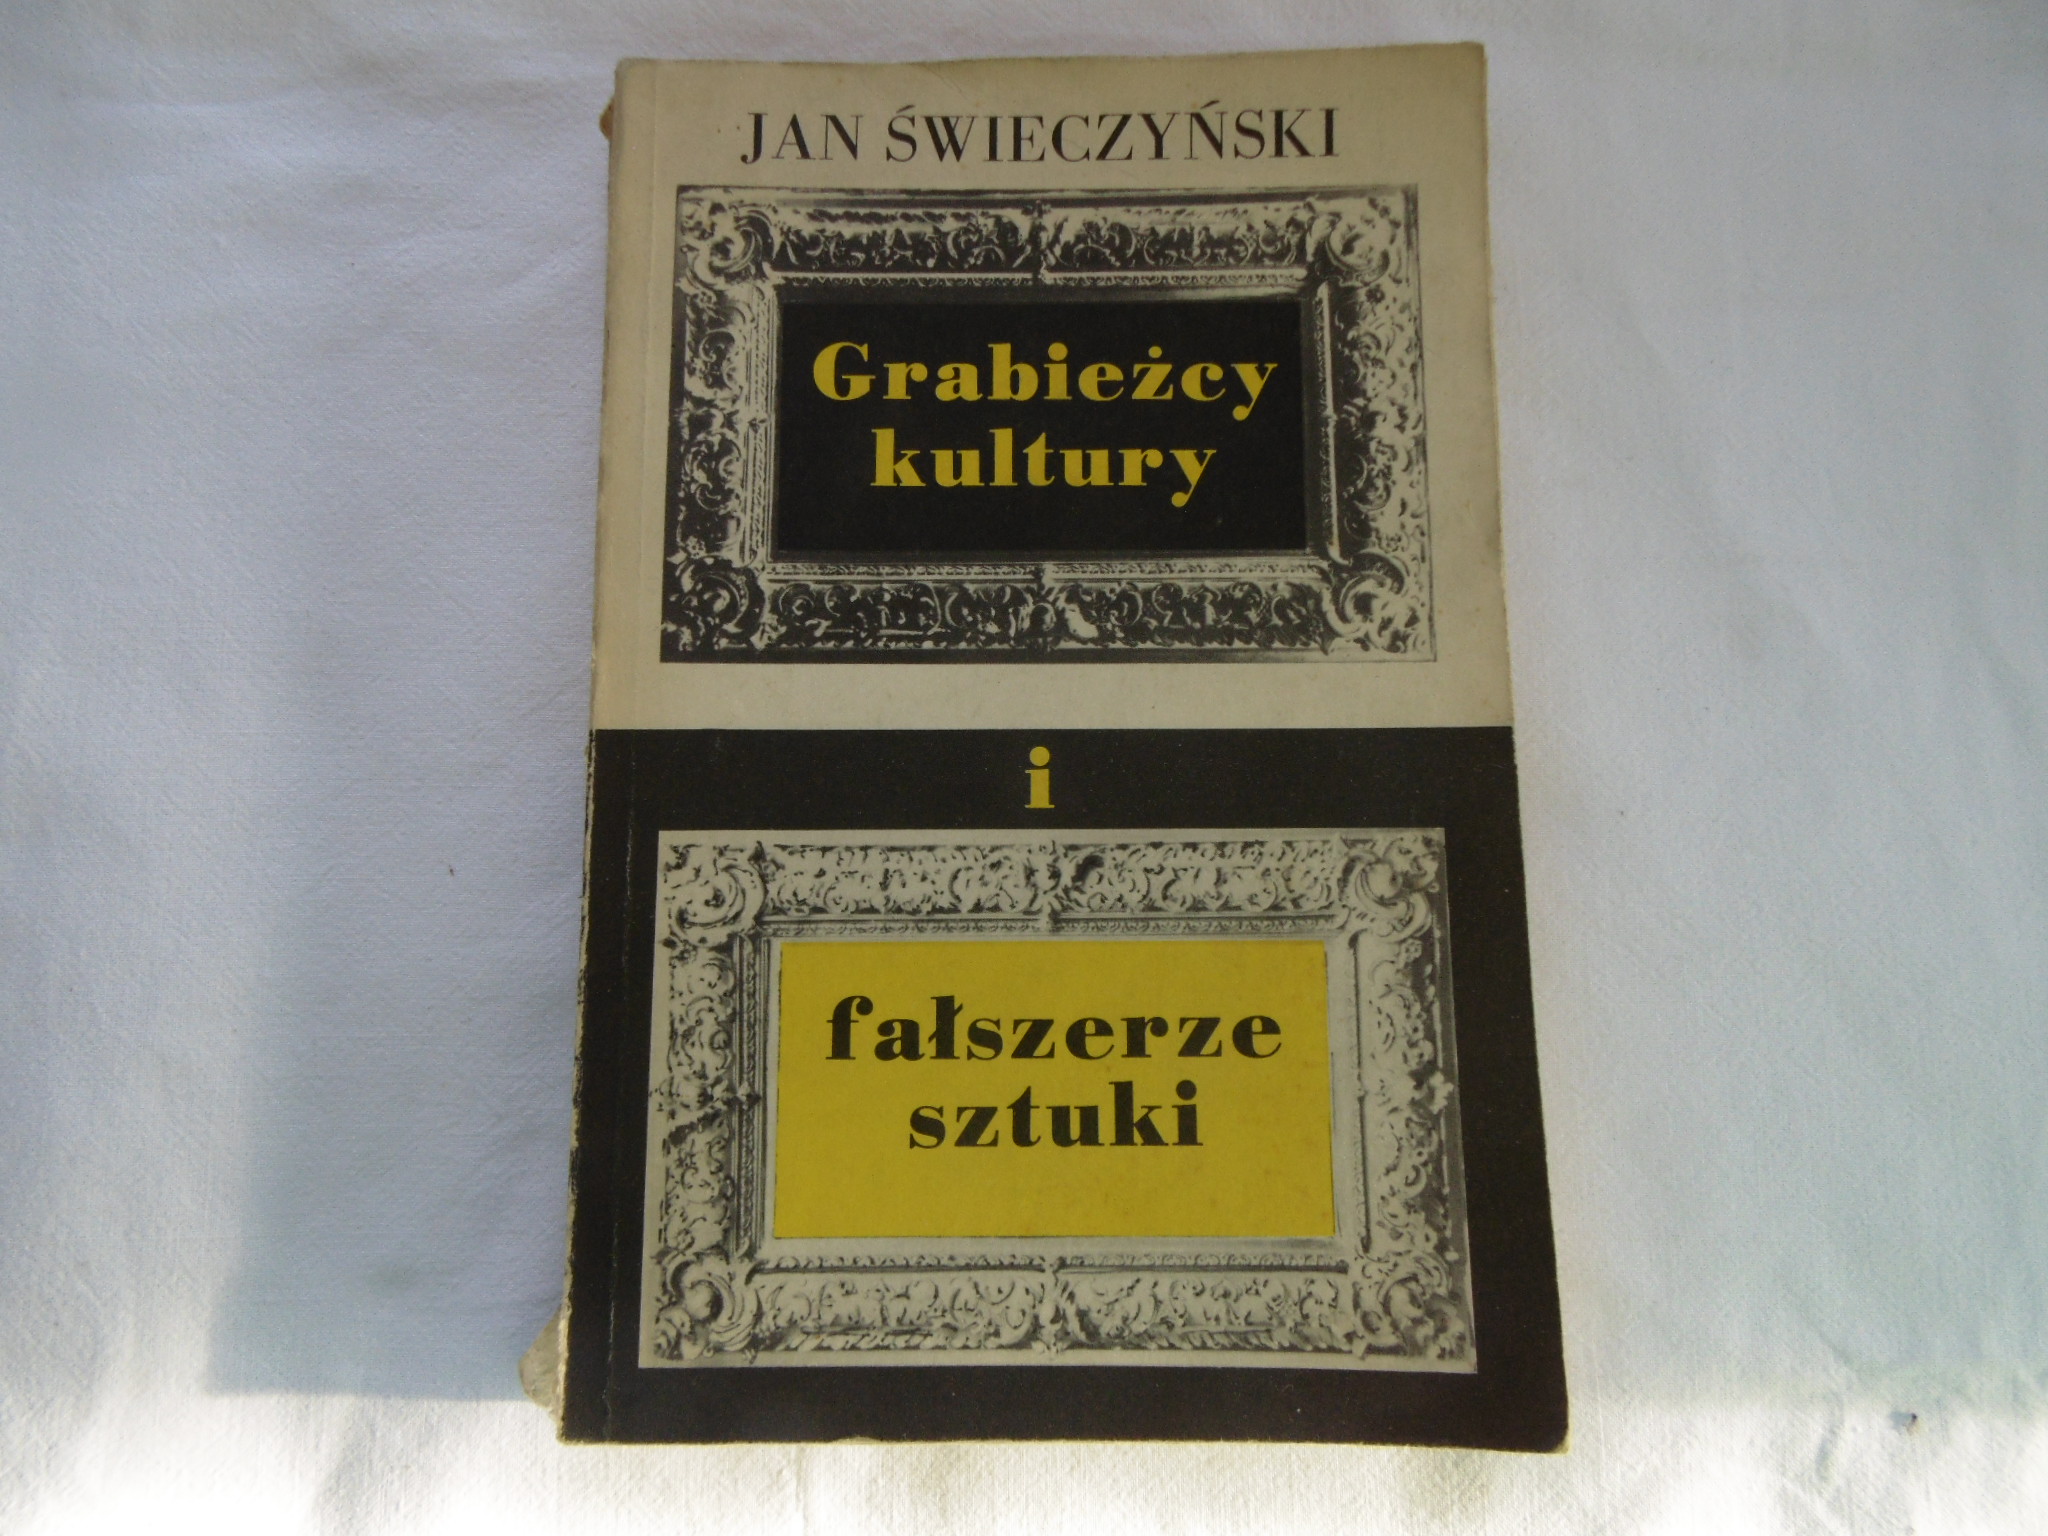 JAN ŚWIECZYŃSKI
Grabieżcy
kultury
i
fałszerze
sztuki